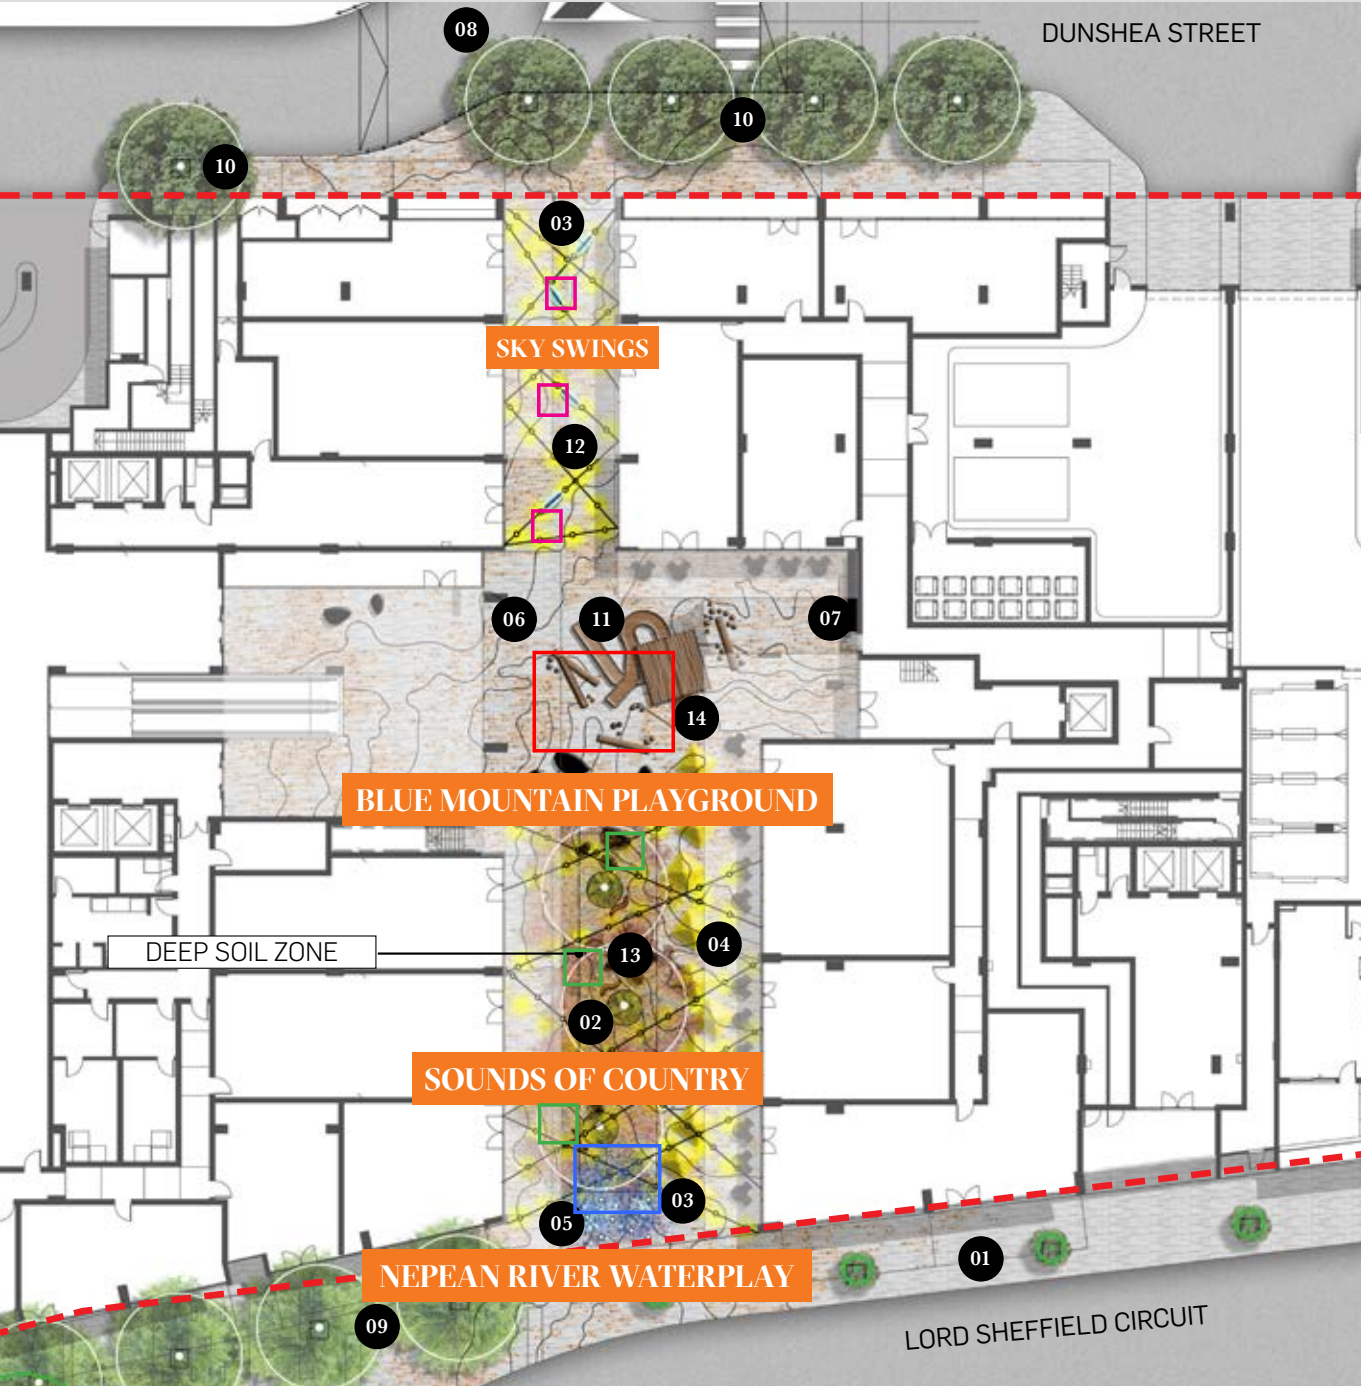 08
DUNSHEA STREET
10
10
03
SKY SWINGS
12
06
11
07
14
BLUE MOUNTAIN PLAYGROUND
DEEP SOIL ZONE
13
04
02
SOUNDS OF COUNTRY
03
05
01
NEPEAN RIVER WATERPLAY
09
LORD SHEFFIELD CIRCUIT